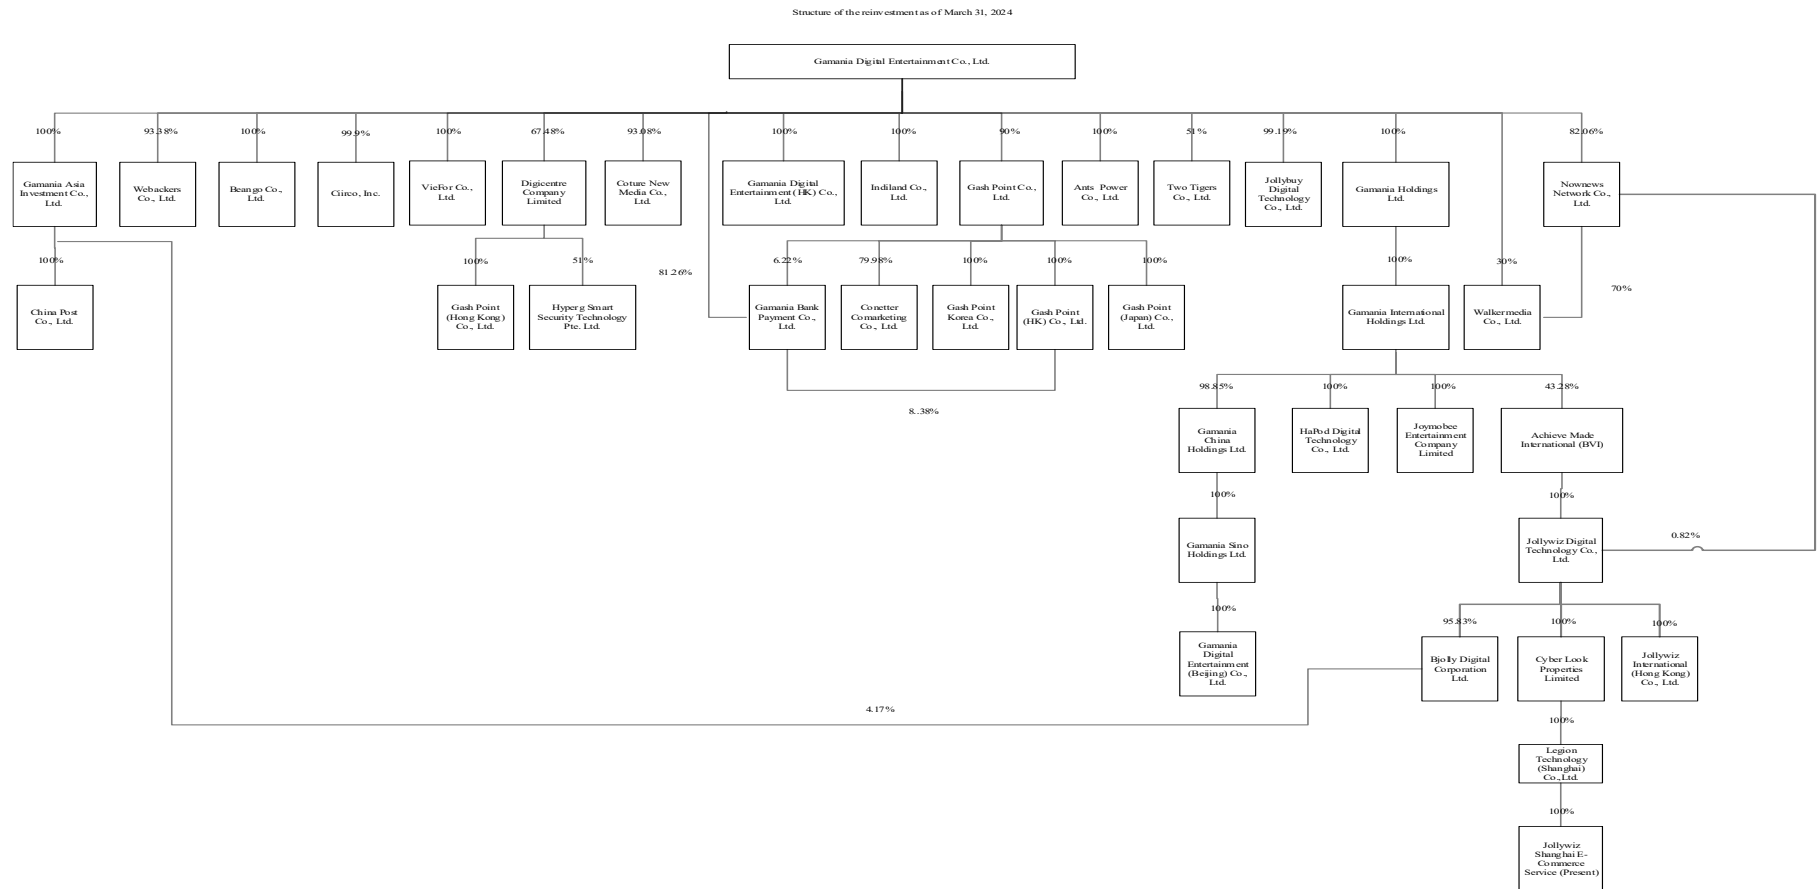 Structure of the reinvestment as of March 31, 2024
Gamania Digital Entertainment Co., Ltd.
100%
93.38%
100%
99.9%
100%
67.48%
93.08%
100%
100%
90%
100%
51%
99.19%
100%
82.06%
Gamania Asia
Investment Co.,
Ltd.
Webackers
Co., Ltd.
Beango Co.,
Ltd.
Ciirco, Inc.
VieFor Co.,
Ltd.
Digicentre
Company
Limited
Coture New
Media Co.,
Ltd.
Gamania Digital
Entertainment (HK) Co.,
Ltd.
Indiland Co.,
Ltd.
Gash Point Co.,
Ltd.
Ants Power
Co., Ltd.
Two Tigers
Co., Ltd.
Jollybuy
Digital
Technology
Co., Ltd.
Gamania Holdings
Ltd.
Nownews
Network Co.,
Ltd.
100%
100%
51%
81.26%
6.22%
79.98%
100%
100%
100%
100%
30%
70%
China Post
Co., Ltd.
Gash Point
(Hong Kong)
Co., Ltd.
Hyperg Smart
Security Technology
Pte. Ltd.
Gamania Bank
Payment Co.,
Ltd.
Conetter
Comarketing
Co., Ltd.
Gash Point
Korea Co.,
Ltd.
Gash Point
(HK) Co., Ltd.
Gash Point
(Japan) Co.,
Ltd.
Gamania International
Holdings Ltd.
Walkermedia
Co., Ltd.
8..38%
98.85%
100%
100%
43.28%
Gamania
China
Holdings Ltd.
HaPod Digital
Technology
Co., Ltd.
Joymobee
Entertainment
Company
Limited
Achieve Made
International (BVI)
100%
100%
0.82%
Gamania Sino
Holdings Ltd.
Jollywiz Digital
Technology Co.,
Ltd.
100%
95.83%
100%
100%
Gamania
Digital
Entertainment
(Beijing) Co.,
Ltd.
Bjolly Digital
Corporation
Ltd.
Cyber Look
Properties
Limited
Jollywiz
International
(Hong Kong)
Co., Ltd.
4.17%
100%
Legion
Technology
(Shanghai)
Co.,Ltd.
100%
Jollywiz
Shanghai E-
Commerce
Service (Present)